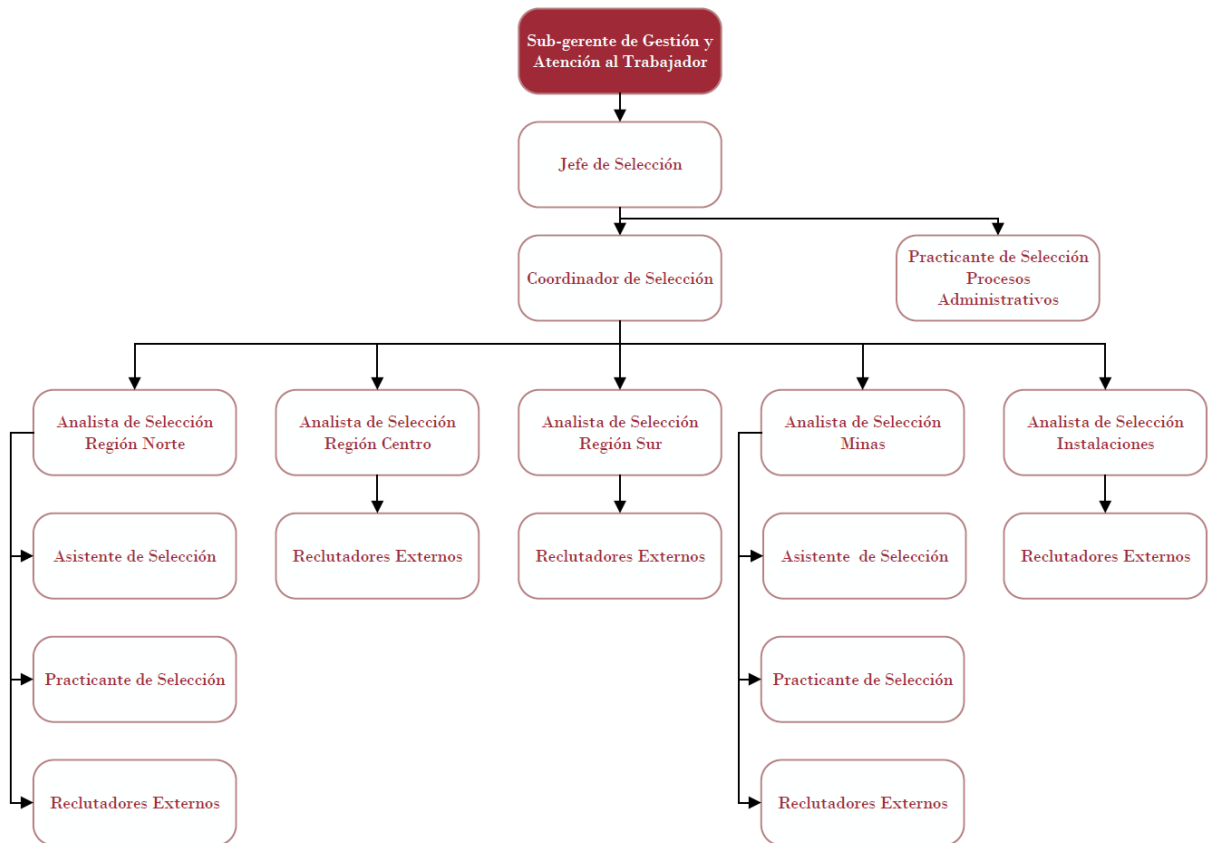 Sub-gerente de Gestión y
Atención al Trabajador
Jefe de Selección
Coordinador de Selección
Practicante de Selección
Procesos
Administrativos
Analista de Selección
Región Norte
Analista de Selección
Región Centro
Analista de Selección
Región Sur
Analista de Selección
Minas
Analista de Selección
Instalaciones
Asistente de Selección
Reclutadores Externos
Reclutadores Externos
Asistente de Selección
Reclutadores Externos
Practicante de Selección
Practicante de Selección
Reclutadores Externos
Reclutadores Externos